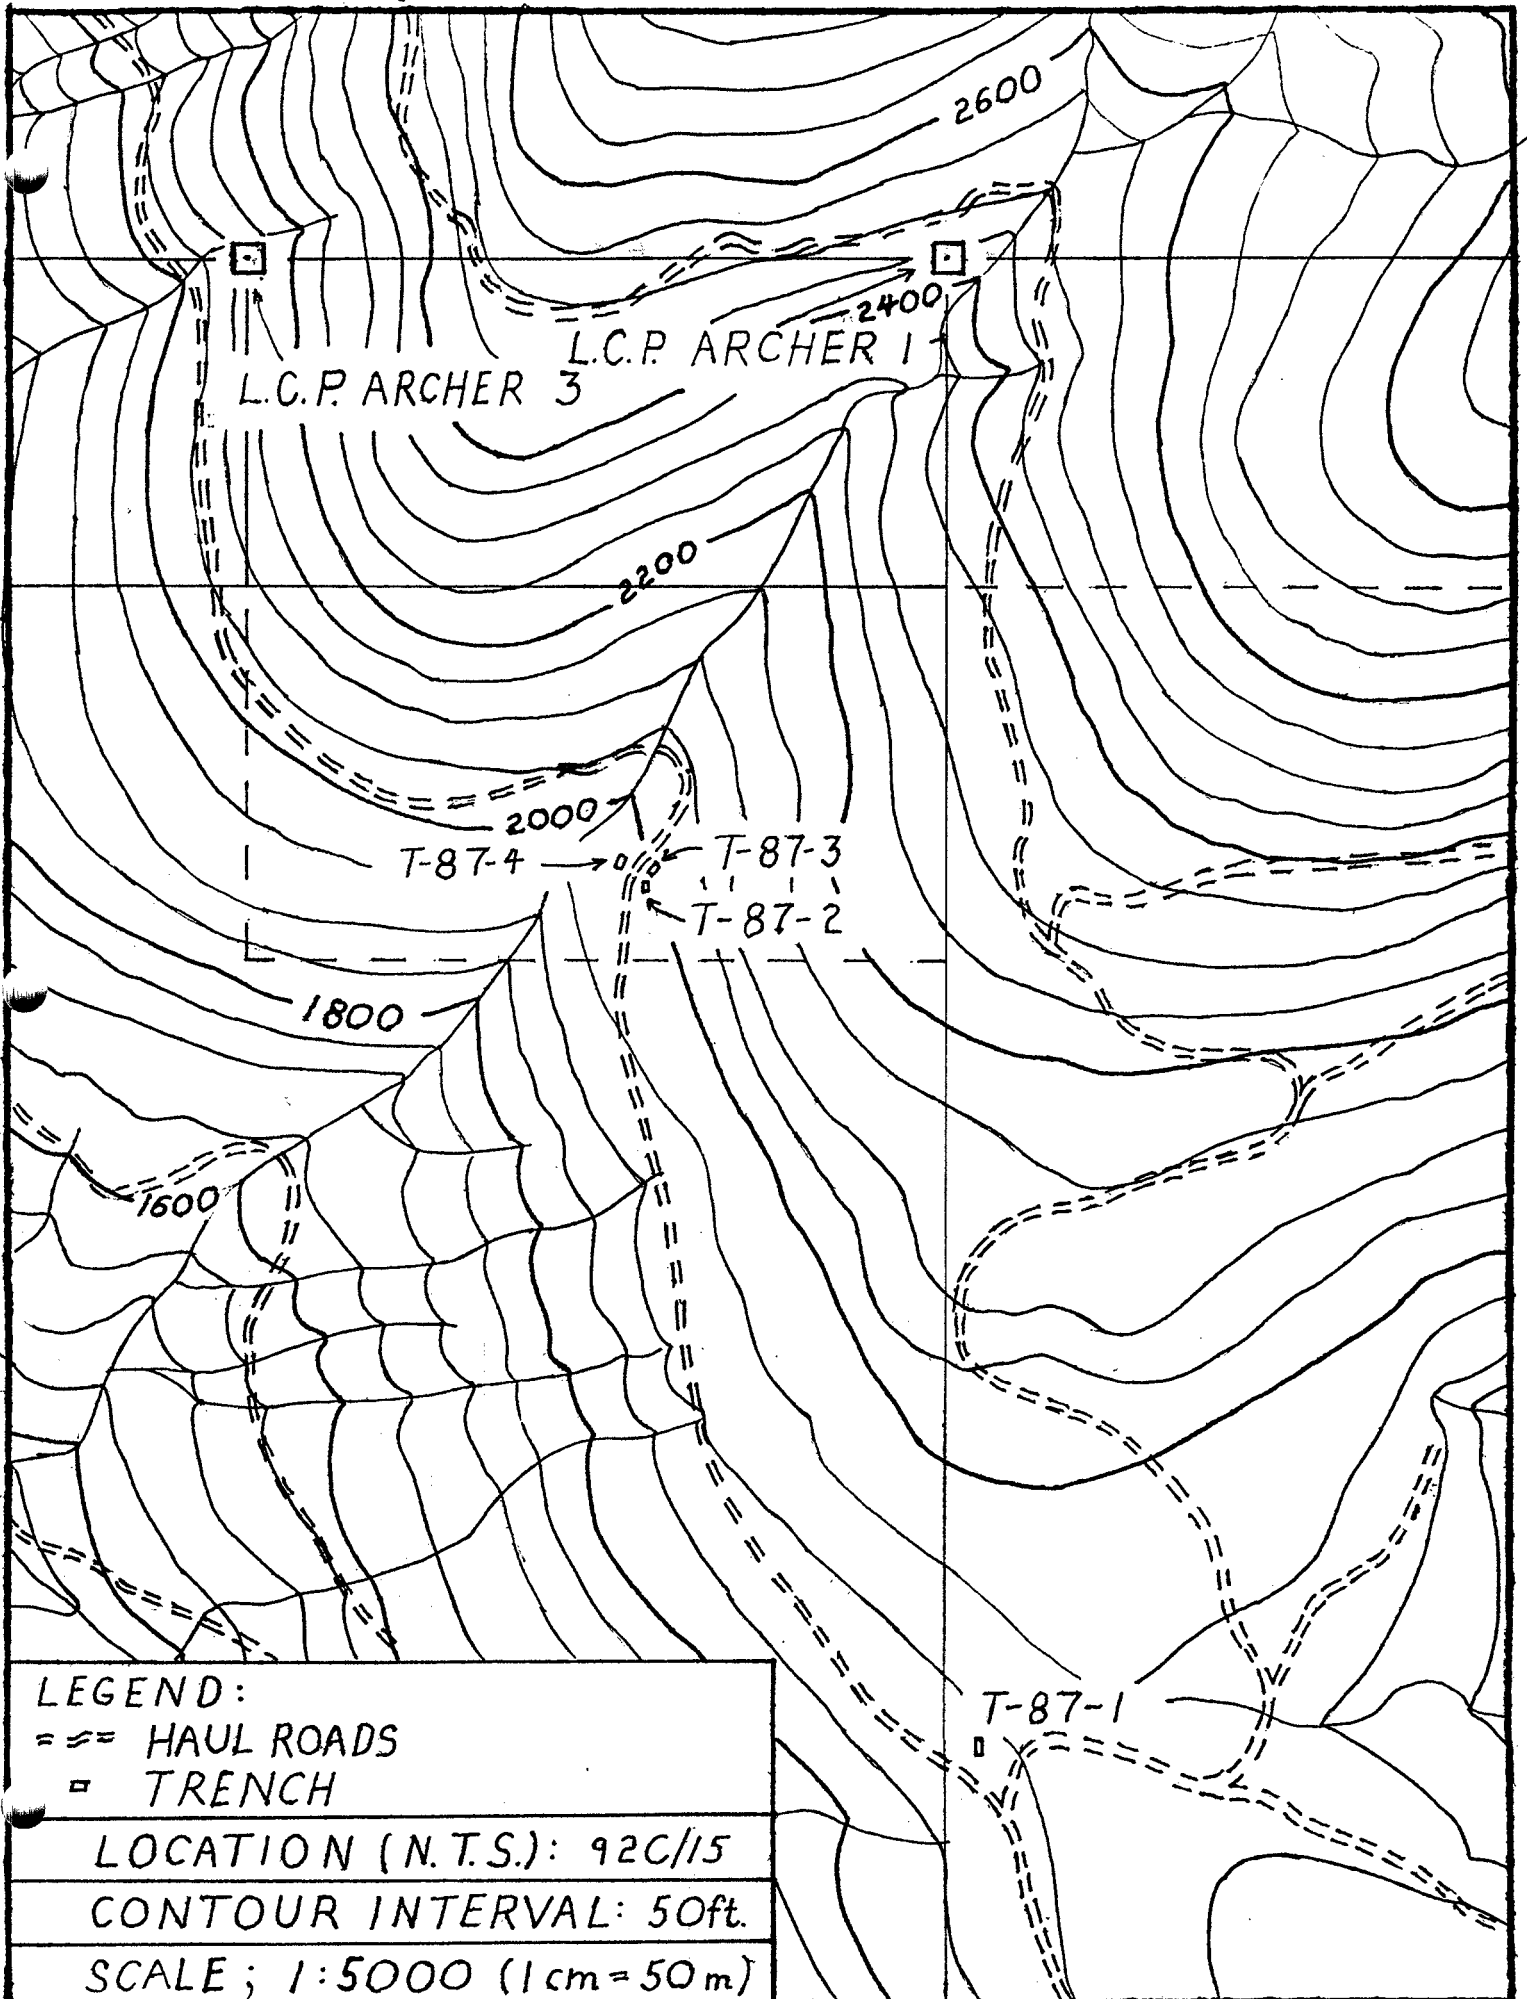 2600
2400
L.C.P. ARCHER 1
L.C.P. ARCHER 3
2200
2000
T-87-4
T-87-3
T-87-2
1800
1600
T-87-1
LEGEND:
HAUL ROADS
TRENCH
LOCATION (N.T.S.): 92C/15
CONTOUR INTERVAL: 50ft.
SCALE; 1:5000 (1cm=50m)